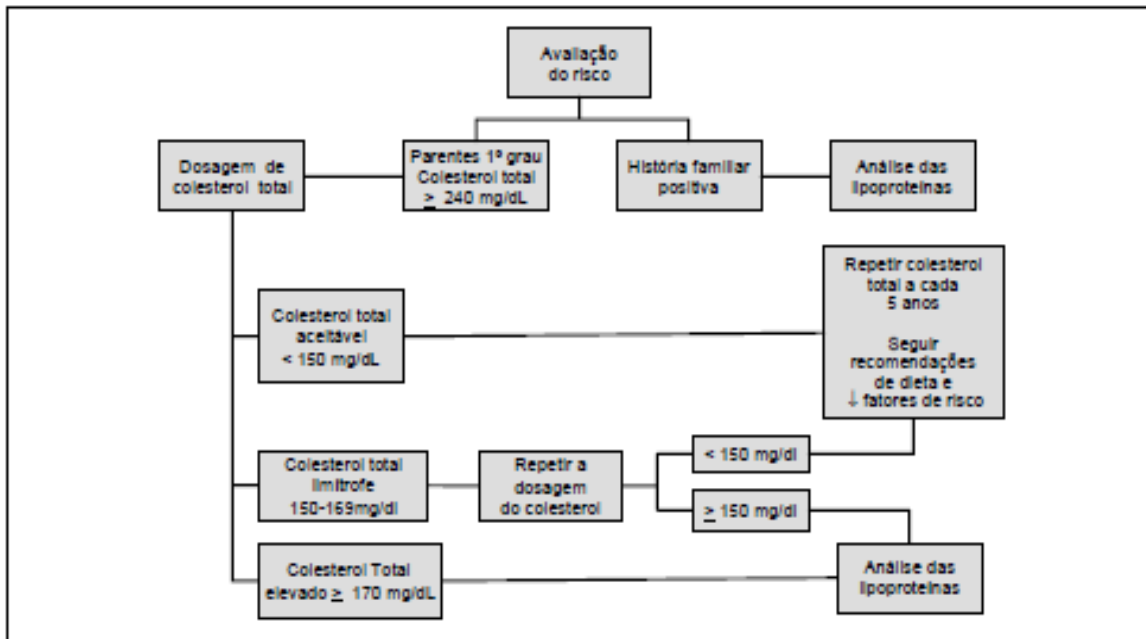 Avaliação
do risco
Dosagem de
colesterol total
Parentes 1º grau
Colesterol total
≥ 240 mg/dL
História familiar
positiva
Análise das
lipoproteínas
Repetir colesterol
total a cada
5 anos
Seguir
recomendações
de dieta e
↓ fatores de risco
Colesterol total
aceitável
< 150 mg/dL
Colesterol total
limítrofe
150-169mg/dl
Repetir a
dosagem
do colesterol
< 150 mg/dl
≥ 150 mg/dl
Colesterol Total
elevado ≥ 170 mg/dL
Análise das
lipoproteínas